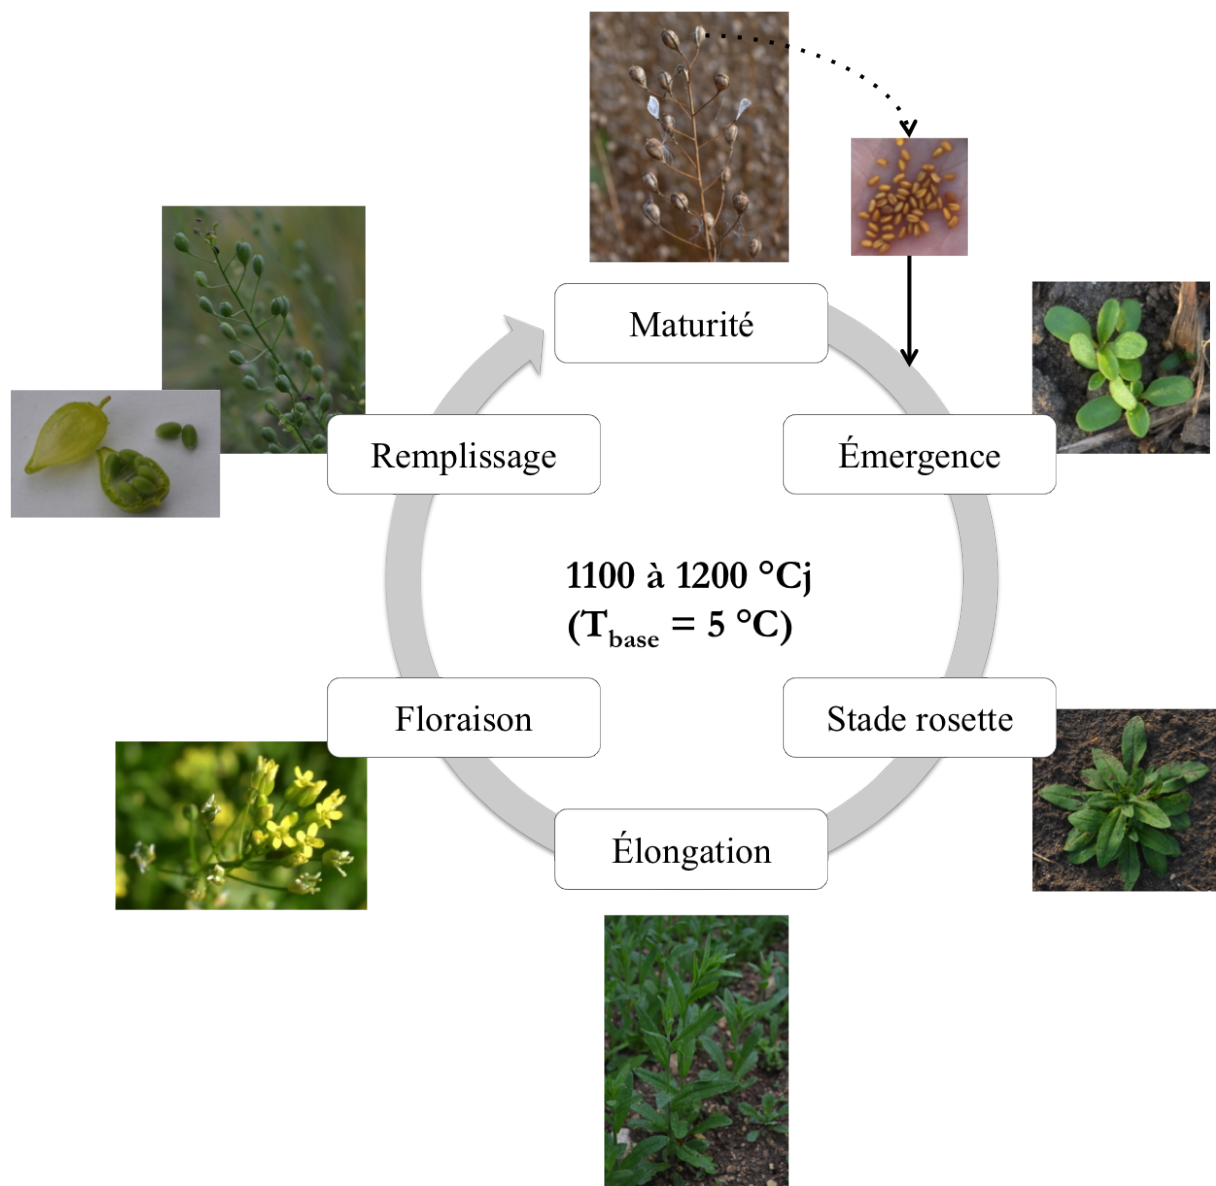 Maturité
Émergence
Remplissage
1100 à 1200 °Cj
(Tbase = 5 °C)
Stade rosette
Floraison
Élongation